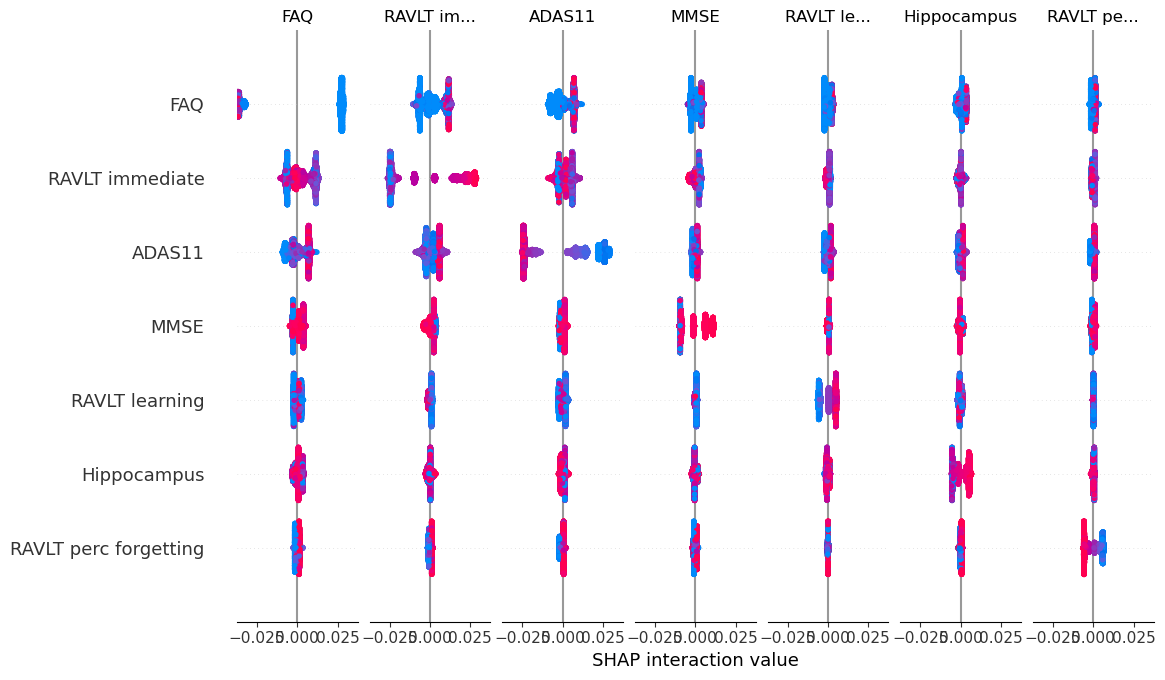 FAQ RAVLT im... ADAS11 MMSE RAVLT le... Hippocampus RAVLT pe...
FAQ
RAVLT immediate
ADAS11
MMSE
RAVLT learning
Hippocampus
RAVLT perc forgetting
−0.025 0.000 0.025 −0.025 0.000 0.025 −0.025 0.000 0.025 −0.025 0.000 0.025 −0.025 0.000 0.025 −0.025 0.000 0.025 −0.025 0.000 0.025
SHAP interaction value